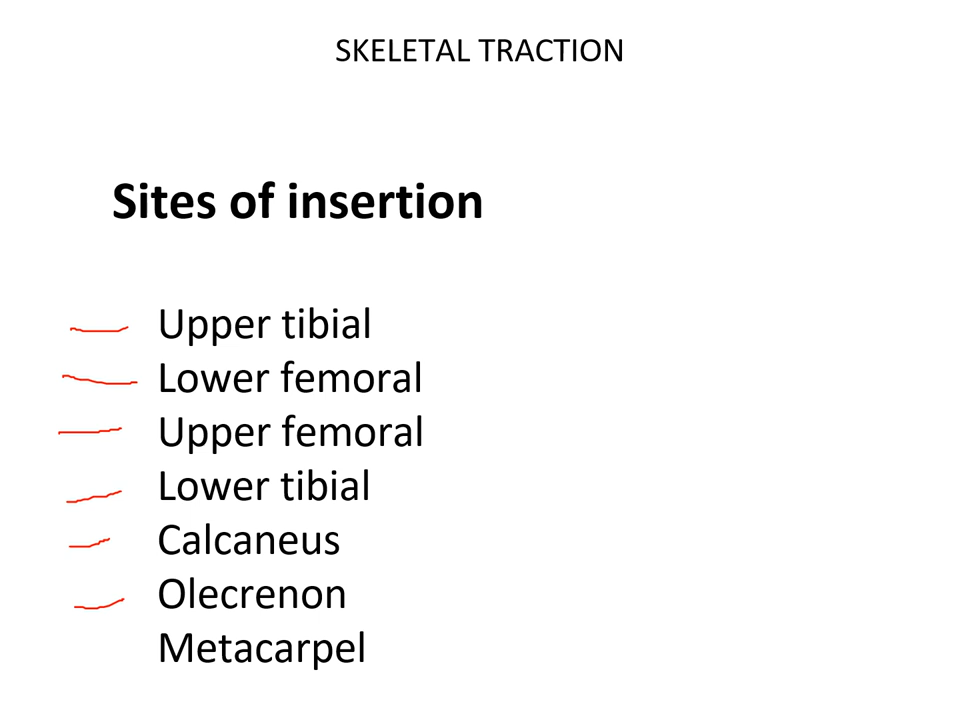 SKELETAL TRACTION
Sites of insertion
Upper tibial
Lower femoral
Upper femoral
Lower tibial
Calcaneus
Olecrenon
Metacarpel